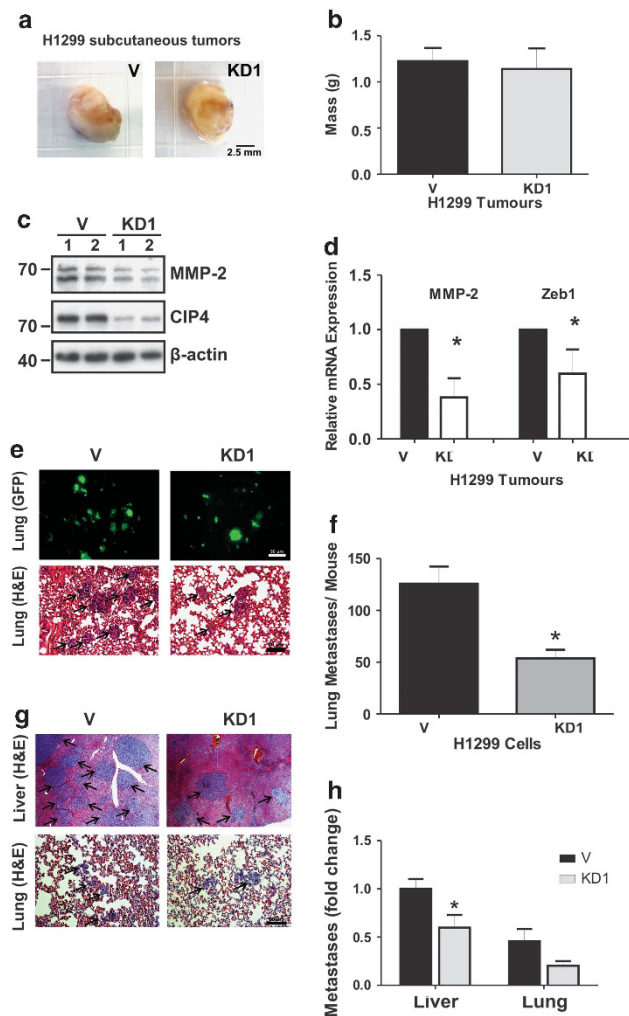 a
H1299 subcutaneous tumors
V
KD1
2.5 mm
b
Mass (g)
1.5
1.0
0.5
0.0
V KD1
H1299 Tumours
c
V KD1
1 2 1 2
70 MMP-2
70 CIP4
40 β-actin
d
Relative mRNA Expression
1.5
1.0
0.5
0.0
MMP-2 Zeb1
* *
V KD V KD
H1299 Tumours
e
V KD1
Lung (GFP)
Lung (H&E)
f
Lung Metastases/ Mouse
150
100
50
0
*
V KD1
H1299 Cells
g
V KD1
Liver (H&E)
Lung (H&E)
h
Metastases (fold change)
1.5
1.0
0.5
0.0
V
KD1
*
Liver Lung